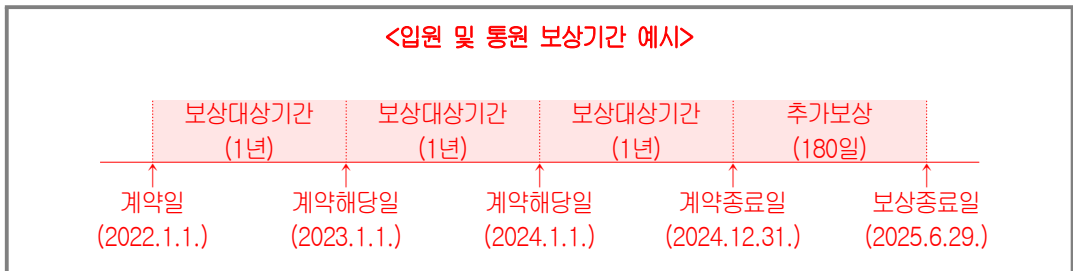 <입원 및 통원 보상기간 예시>
보상대상기간 보상대상기간 보상대상기간 추가보상
(1년) (1년) (1년) (180일)
계약일 계약해당일 계약해당일 계약종료일 보상종료일
(2022.1.1.) (2023.1.1.) (2024.1.1.) (2024.12.31.) (2025.6.29.)